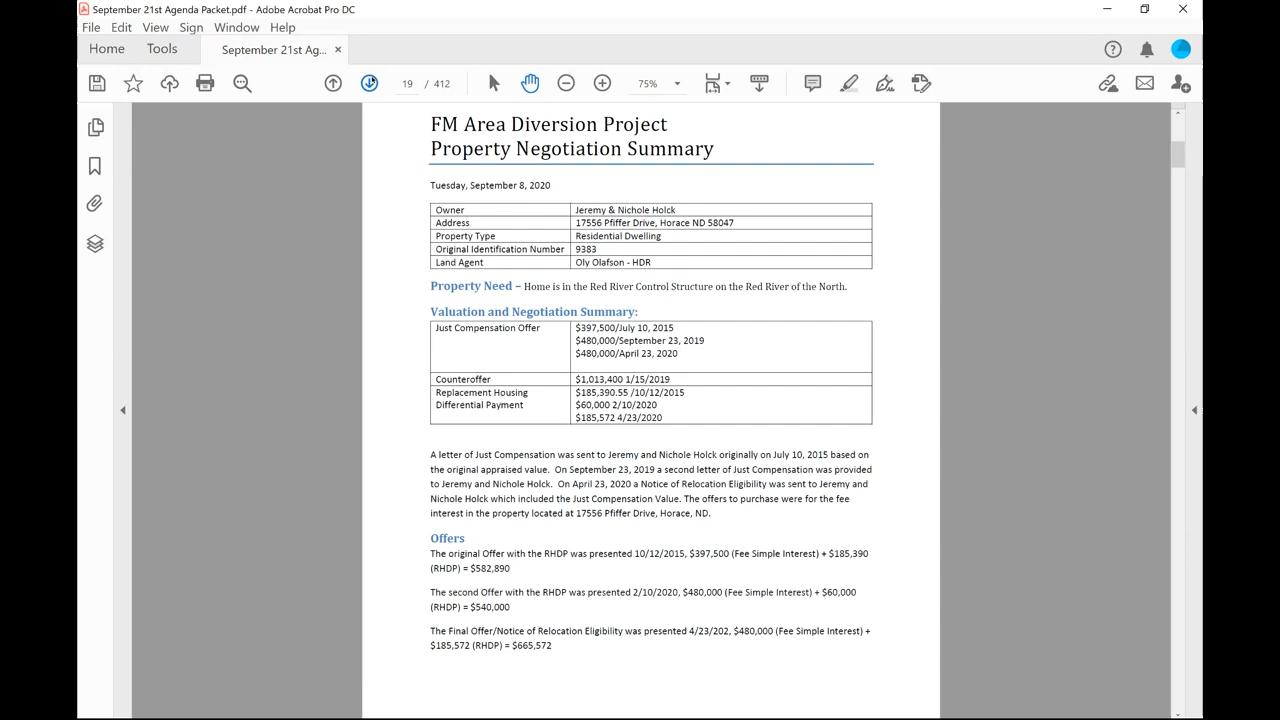 September 21st Agenda Packet.pdf - Adobe Acrobat Pro DC
File Edit View Sign Window Help
Home Tools September 21st Ag... ×
19 / 412 75%
FM Area Diversion Project
Property Negotiation Summary
Tuesday, September 8, 2020
Owner Jeremy & Nichole Holck
Address 17556 Pfiffer Drive, Horace ND 58047
Property Type Residential Dwelling
Original Identification Number 9383
Land Agent Oly Olafson - HDR
Property Need – Home is in the Red River Control Structure on the Red River of the North.
Valuation and Negotiation Summary:
Just Compensation Offer $397,500/July 10, 2015
$480,000/September 23, 2019
$480,000/April 23, 2020
Counteroffer $1,013,400 1/15/2019
Replacement Housing $185,390.55 /10/12/2015
Differential Payment $60,000 2/10/2020
$185,572 4/23/2020
A letter of Just Compensation was sent to Jeremy and Nichole Holck originally on July 10, 2015 based on
the original appraised value. On September 23, 2019 a second letter of Just Compensation was provided
to Jeremy and Nichole Holck. On April 23, 2020 a Notice of Relocation Eligibility was sent to Jeremy and
Nichole Holck which included the Just Compensation Value. The offers to purchase were for the fee
interest in the property located at 17556 Pfiffer Drive, Horace, ND.
Offers
The original Offer with the RHDP was presented 10/12/2015, $397,500 (Fee Simple Interest) + $185,390
(RHDP) = $582,890
The second Offer with the RHDP was presented 2/10/2020, $480,000 (Fee Simple Interest) + $60,000
(RHDP) = $540,000
The Final Offer/Notice of Relocation Eligibility was presented 4/23/202, $480,000 (Fee Simple Interest) +
$185,572 (RHDP) = $665,572